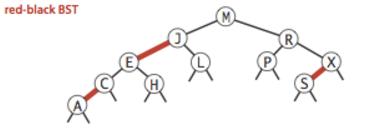 red-black BST
M
J R
E L P X
C H S
A